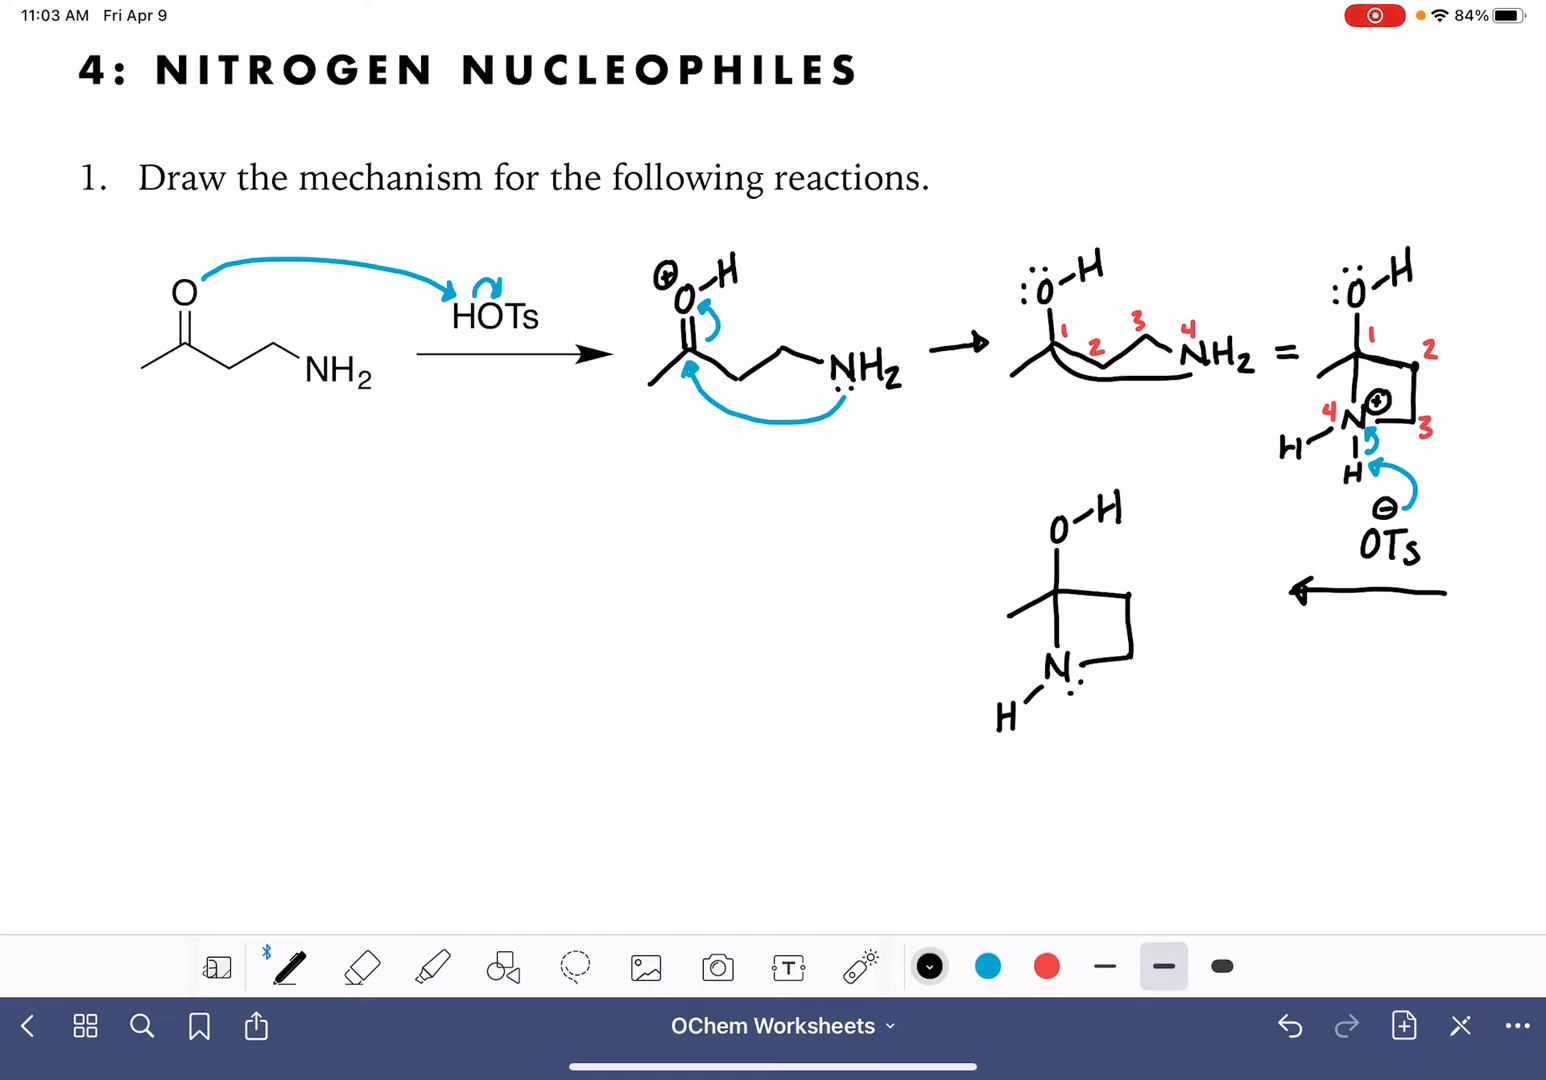 11:03 AM Fri Apr 9
84%
4: NITROGEN NUCLEOPHILES
1. Draw the mechanism for the following reactions.
O
HOTs
NH2
⊕
O-H
NH2
:Ö-H
1
2
3
4
NH2
=
:Ö-H
1
2
3
4
N
⊕
H
H
⊖
OTs
O-H
N:
H
T
OChem Worksheets